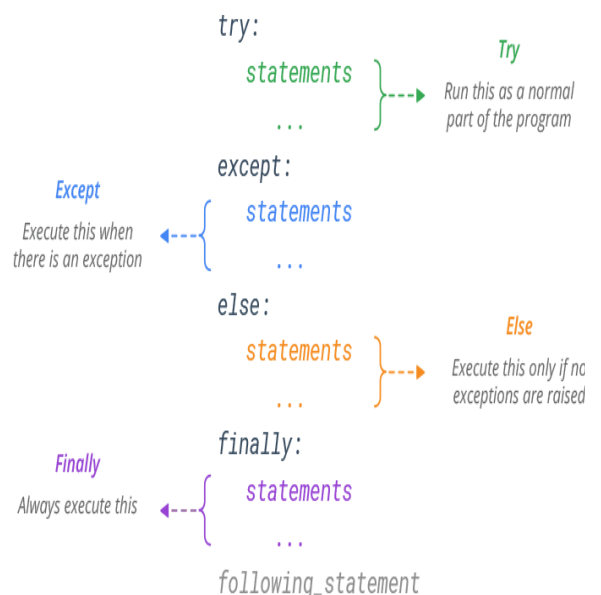 try:
statements
...
Try
Run this as a normal
part of the program
except:
statements
...
Except
Execute this when
there is an exception
else:
statements
...
Else
Execute this only if no
exceptions are raised
finally:
statements
...
Finally
Always execute this
following_statement